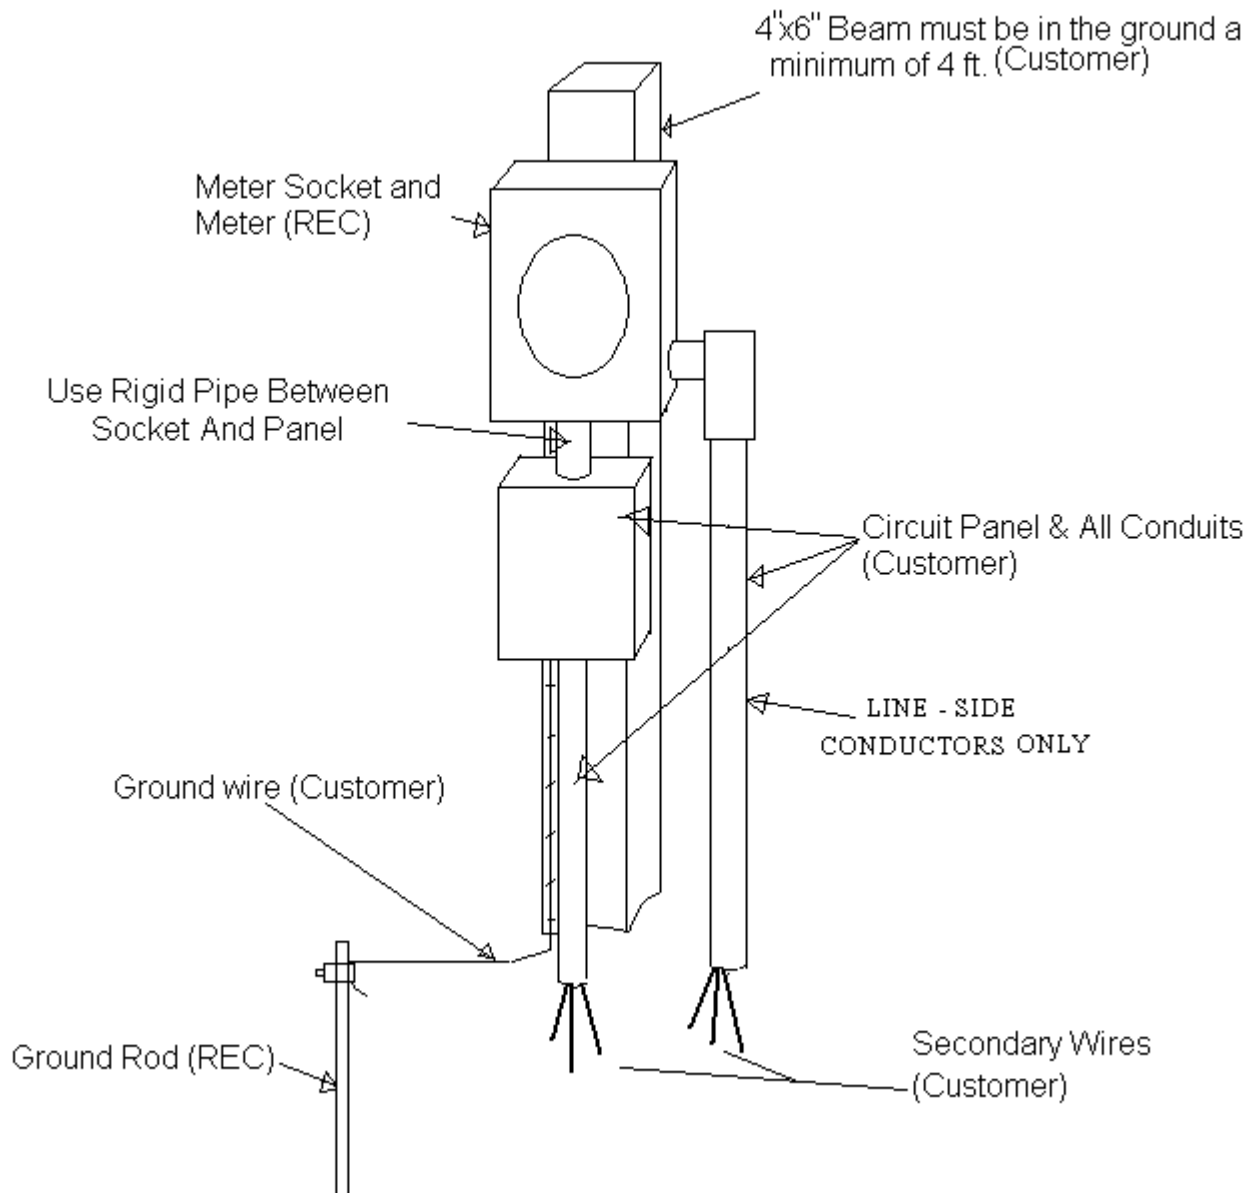 4"x6" Beam must be in the ground a
minimum of 4 ft. (Customer)
Meter Socket and
Meter (REC)
Use Rigid Pipe Between
Socket And Panel
Circuit Panel & All Conduits
(Customer)
LINE - SIDE
CONDUCTORS ONLY
Ground wire (Customer)
Ground Rod (REC)
Secondary Wires
(Customer)